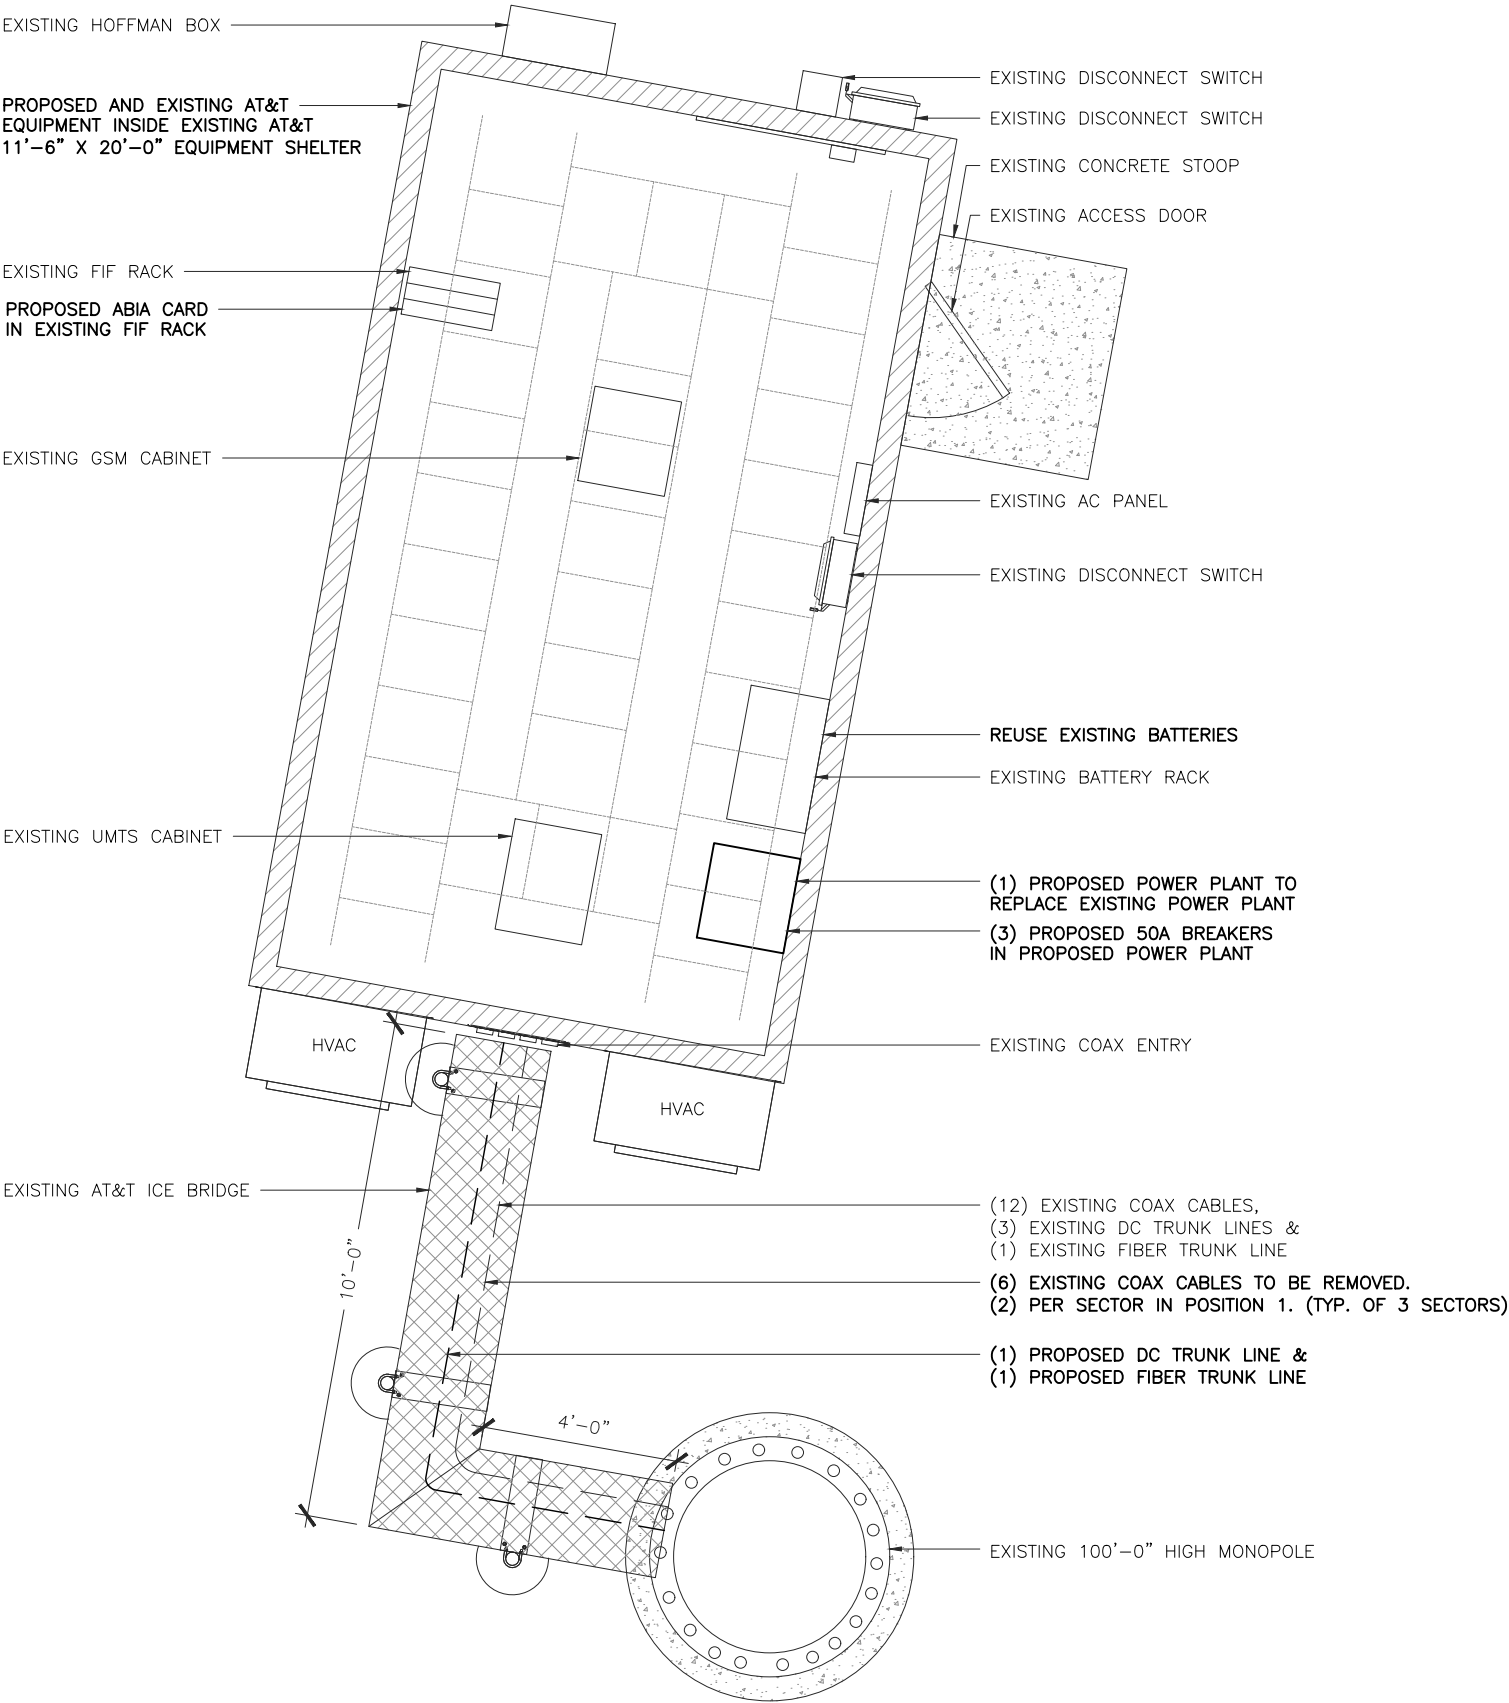 EXISTING HOFFMAN BOX
PROPOSED AND EXISTING AT&T
EQUIPMENT INSIDE EXISTING AT&T
11'-6" X 20'-0" EQUIPMENT SHELTER
EXISTING FIF RACK
PROPOSED ABIA CARD
IN EXISTING FIF RACK
EXISTING GSM CABINET
EXISTING UMTS CABINET
EXISTING AT&T ICE BRIDGE
HVAC
HVAC
10'-0"
4'-0"
EXISTING DISCONNECT SWITCH
EXISTING DISCONNECT SWITCH
EXISTING CONCRETE STOOP
EXISTING ACCESS DOOR
EXISTING AC PANEL
EXISTING DISCONNECT SWITCH
REUSE EXISTING BATTERIES
EXISTING BATTERY RACK
(1) PROPOSED POWER PLANT TO
REPLACE EXISTING POWER PLANT
(3) PROPOSED 50A BREAKERS
IN PROPOSED POWER PLANT
EXISTING COAX ENTRY
(12) EXISTING COAX CABLES,
(3) EXISTING DC TRUNK LINES &
(1) EXISTING FIBER TRUNK LINE
(6) EXISTING COAX CABLES TO BE REMOVED.
(2) PER SECTOR IN POSITION 1. (TYP. OF 3 SECTORS)
(1) PROPOSED DC TRUNK LINE &
(1) PROPOSED FIBER TRUNK LINE
EXISTING 100'-0" HIGH MONOPOLE